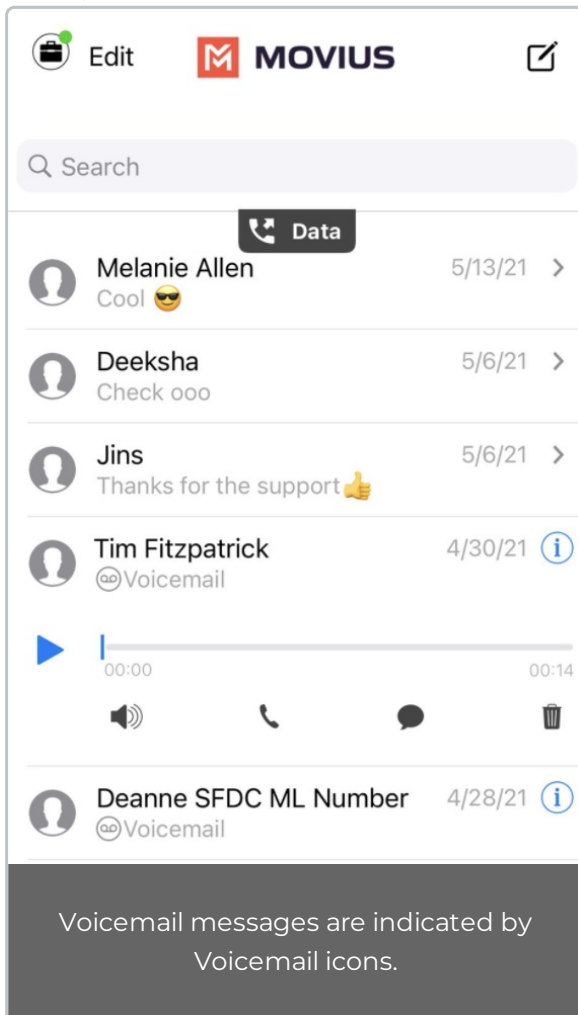 Edit MOVIUS
Search
Data
Melanie Allen 5/13/21
Cool 😎
Deeksha 5/6/21
Check ooo
Jins 5/6/21
Thanks for the support👍
Tim Fitzpatrick 4/30/21
Voicemail
00:00 00:14
Deanne SFDC ML Number 4/28/21
Voicemail
Voicemail messages are indicated by
Voicemail icons.